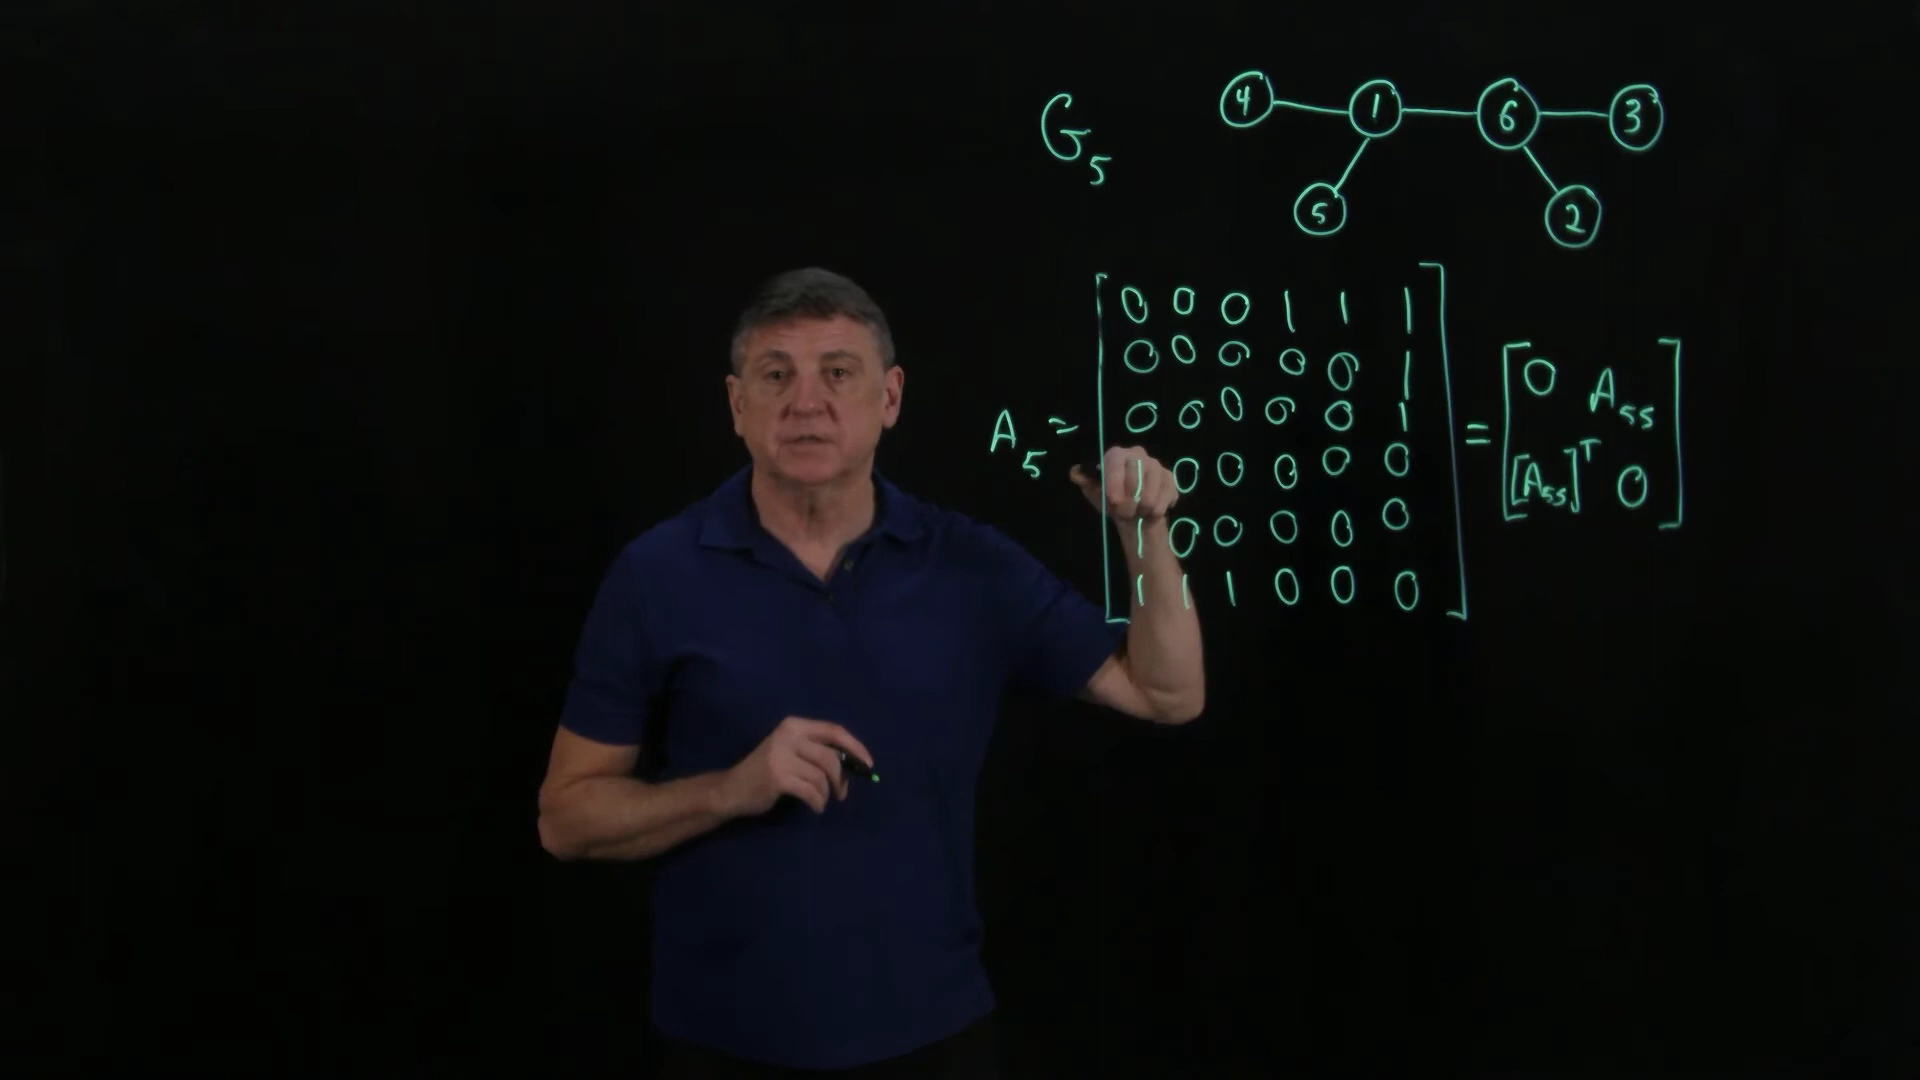 G5
4 1 6 3
5 2
A5 = [0 0 0 1 1 1
0 0 0 0 0 1
0 0 0 0 0 1
1 0 0 0 0 0
1 0 0 0 0 0
1 1 1 0 0 0] = [0 A55
[A55]^T 0]